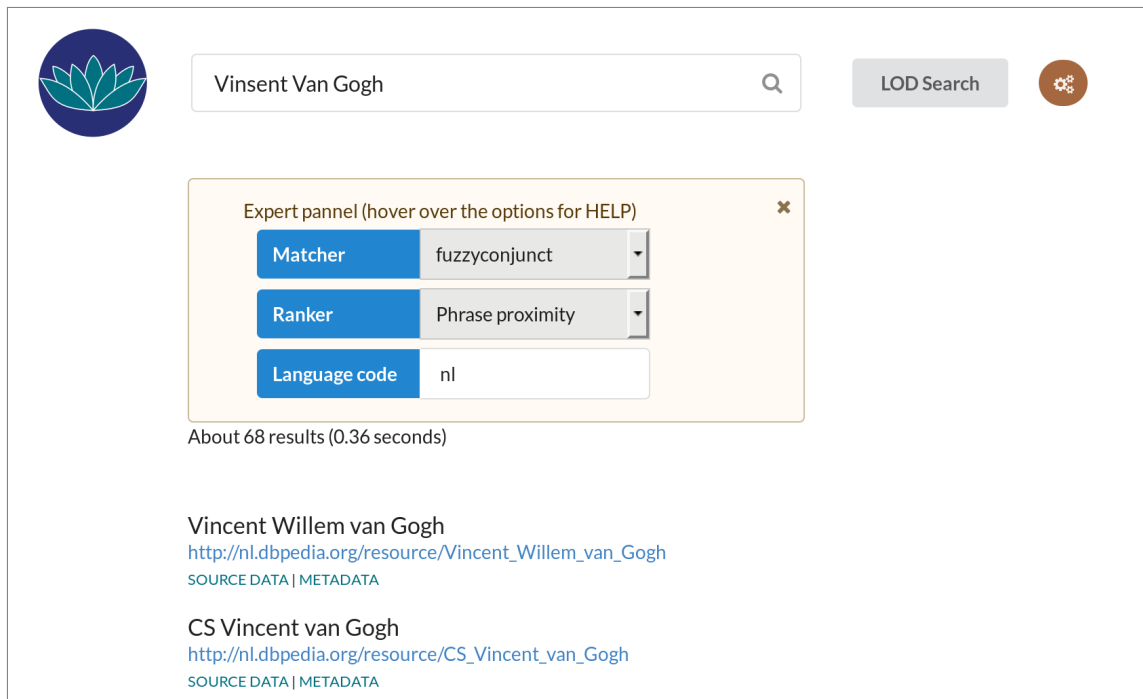 Vinsent Van Gogh
LOD Search
Expert pannel (hover over the options for HELP)
Matcher fuzzyconjunct
Ranker Phrase proximity
Language code nl
About 68 results (0.36 seconds)
Vincent Willem van Gogh
http://nl.dbpedia.org/resource/Vincent_Willem_van_Gogh
SOURCE DATA | METADATA
CS Vincent van Gogh
http://nl.dbpedia.org/resource/CS_Vincent_van_Gogh
SOURCE DATA | METADATA